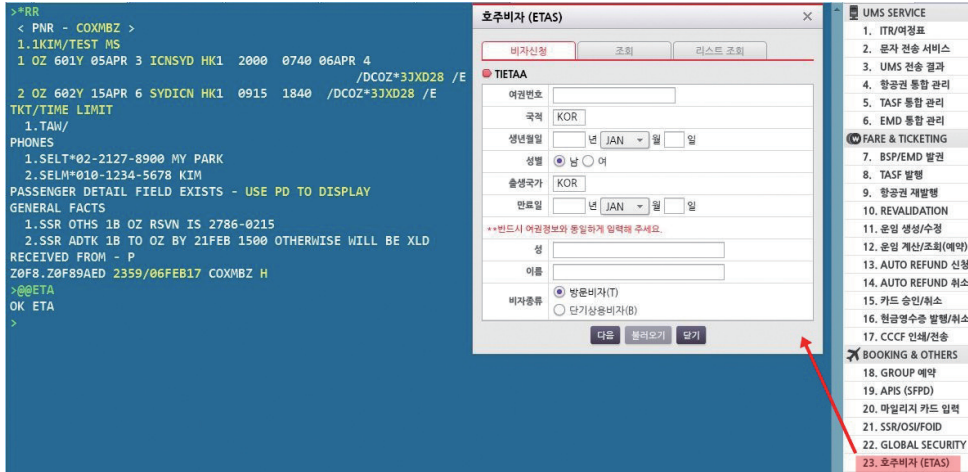 >*RR
< PNR - COXMBZ >
1.1KIM/TEST MS
1 OZ 601Y 05APR 3 ICNSYD HK1 2000 0740 06APR 4
/DCOZ*3JXD28 /E
2 OZ 602Y 15APR 6 SYDICN HK1 0915 1840 /DCOZ*3JXD28 /E
TKT/TIME LIMIT
1.TAW/
PHONES
1.SELT*02-2127-8900 MY PARK
2.SELM*010-1234-5678 KIM
PASSENGER DETAIL FIELD EXISTS - USE PD TO DISPLAY
GENERAL FACTS
1.SSR OTHS 1B OZ RSVN IS 2786-0215
2.SSR ADTK 1B TO OZ BY 21FEB 1500 OTHERWISE WILL BE XLD
RECEIVED FROM - P
Z0F8.Z0F89AED 2359/06FEB17 COXMBZ H
>@@ETA
OK ETA
>
호주비자 (ETAS)
비자신청 조회 리스트 조회
TIETAA
여권번호
국적 KOR
생년월일 년 JAN 월 일
성별 남 여
출생국가 KOR
만료일 년 JAN 월 일
**반드시 여권정보와 동일하게 입력해 주세요.
성
이름
비자종류 방문비자(T)
단기상용비자(B)
다음 불러오기 닫기
UMS SERVICE
1. ITR/여정표
2. 문자 전송 서비스
3. UMS 전송 결과
4. 항공권 통합 관리
5. TASF 통합 관리
6. EMD 통합 관리
FARE & TICKETING
7. BSP/EMD 발권
8. TASF 발행
9. 항공권 재발행
10. REVALIDATION
11. 운임 생성/수정
12. 운임 계산/조회(예약)
13. AUTO REFUND 신청
14. AUTO REFUND 취소
15. 카드 승인/취소
16. 현금영수증 발행/취소
17. CCCF 인쇄/전송
BOOKING & OTHERS
18. GROUP 예약
19. APIS (SFPD)
20. 마일리지 카드 입력
21. SSR/OSI/FOID
22. GLOBAL SECURITY
23. 호주비자 (ETAS)